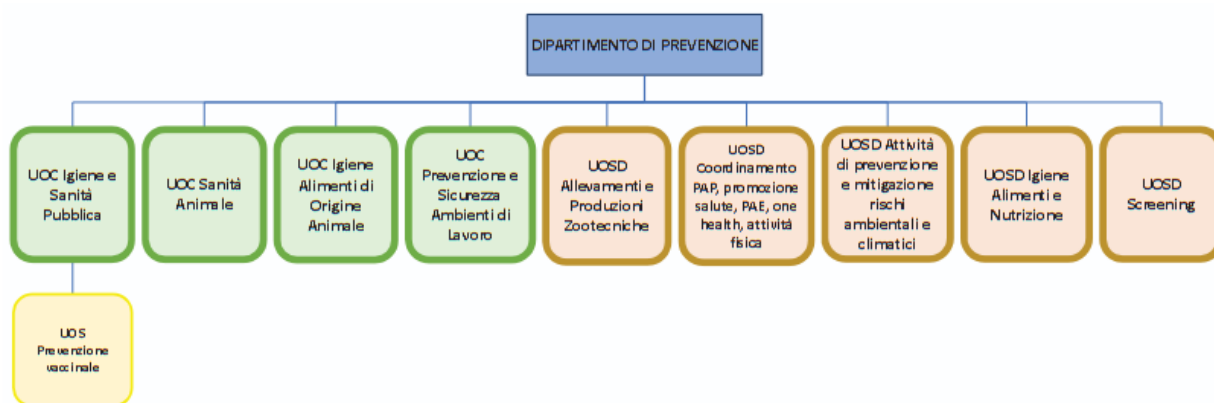 DIPARTIMENTO DI PREVENZIONE
UOC Igiene e
Sanità
Pubblica
UOC Sanità
Animale
UOC Igiene
Alimenti di
Origine
Animale
UOC
Prevenzione e
Sicurezza
Ambienti di
Lavoro
UOSD
Allevamenti e
Produzioni
Zootecniche
UOSD
Coordinamento
PAP, promozione
salute, PAE, one
health, attività
fisica
UOSD Attività
di prevenzione
e mitigazione
rischi
ambientali e
climatici
UOSD Igiene
Alimenti e
Nutrizione
UOSD
Screening
UOS
Prevenzione
vaccinale